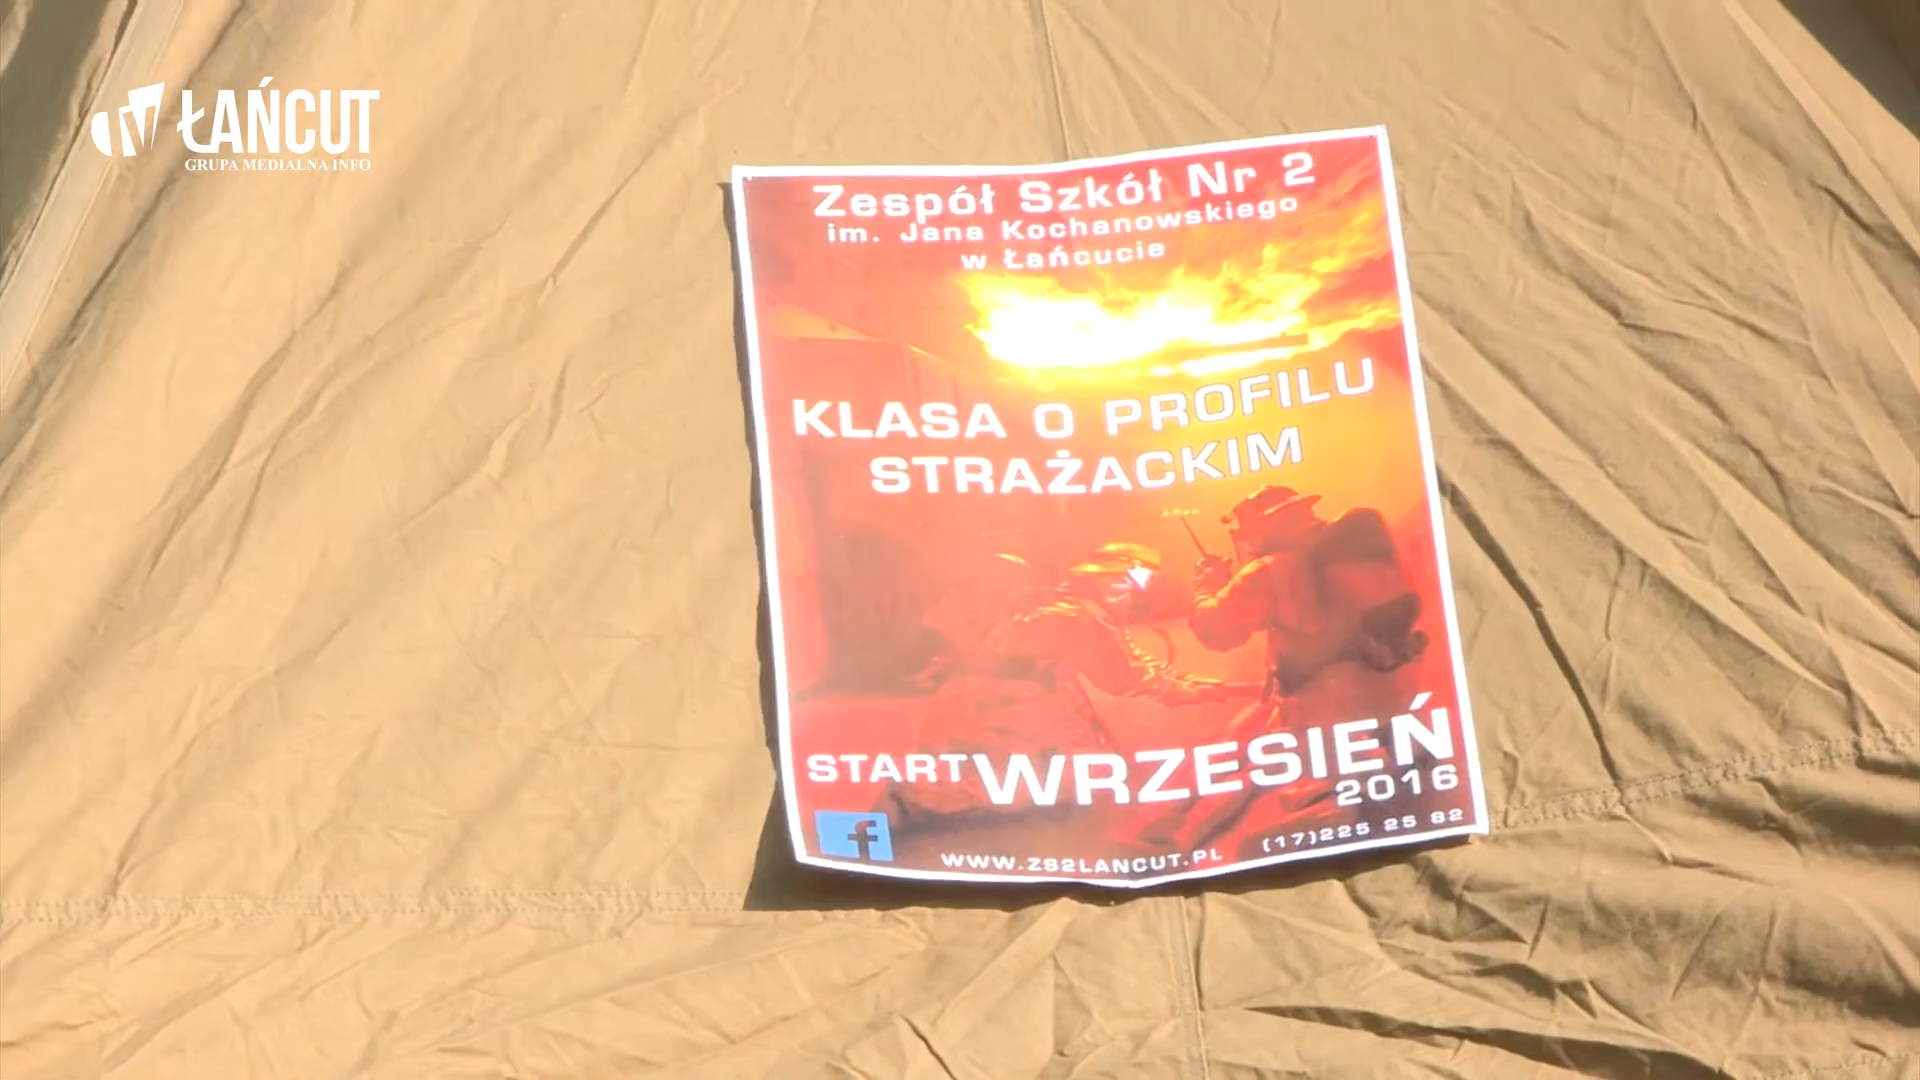 ŁAŃCUT
GRUPA MEDIALNA INFO
Zespół Szkół Nr 2
im. Jana Kochanowskiego
w Łańcucie
KLASA O PROFILU
STRAŻACKIM
START WRZESIEŃ
2016
WWW.ZS2LANCUT.PL (17)225 25 82